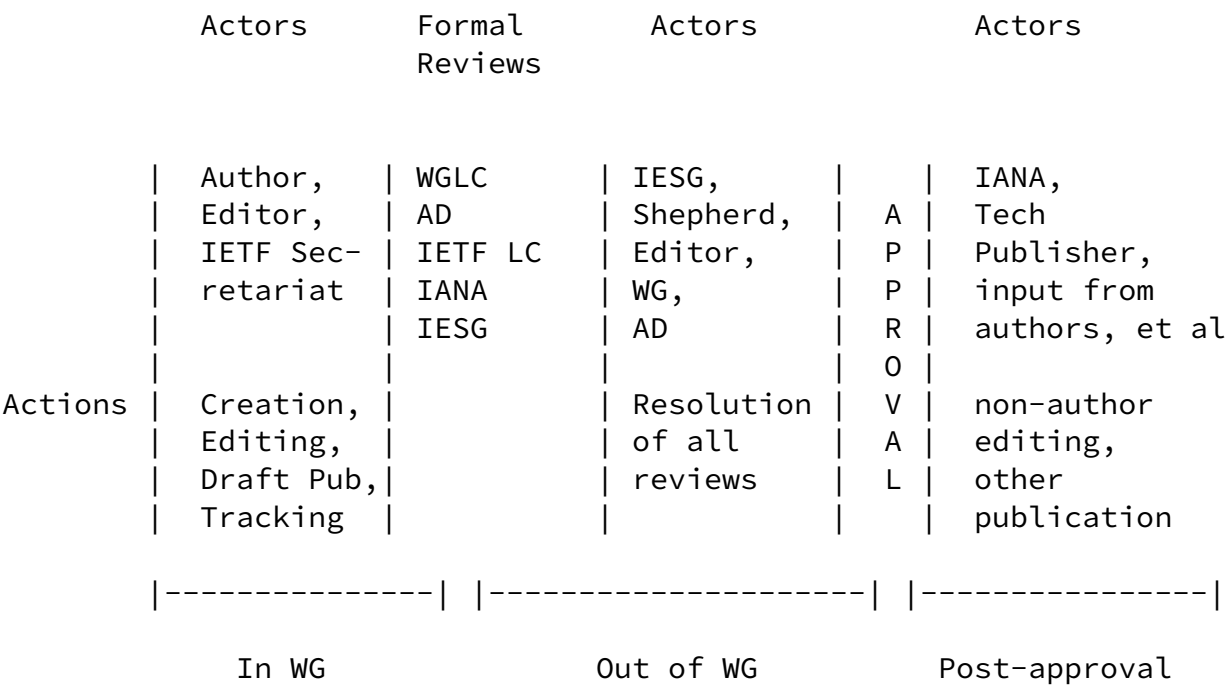 Actors      Formal       Actors            Actors
                       Reviews

        |  Author,   | WGLC      | IESG,      |   |  IANA,
        |  Editor,   | AD        | Shepherd,  | A |  Tech
        |  IETF Sec- | IETF LC   | Editor,    | P |  Publisher,
        |  retariat  | IANA      | WG,        | P |  input from
        |            | IESG      | AD         | R |  authors, et al
        |            |           |            | O |
Actions |  Creation, |           | Resolution | V |  non-author
        |  Editing,  |           | of all     | A |  editing,
        |  Draft Pub,|           | reviews    | L |  other
        |  Tracking  |           |            |   |  publication

        |---------------| |---------------------| |----------------|

             In WG                Out of WG          Post-approval